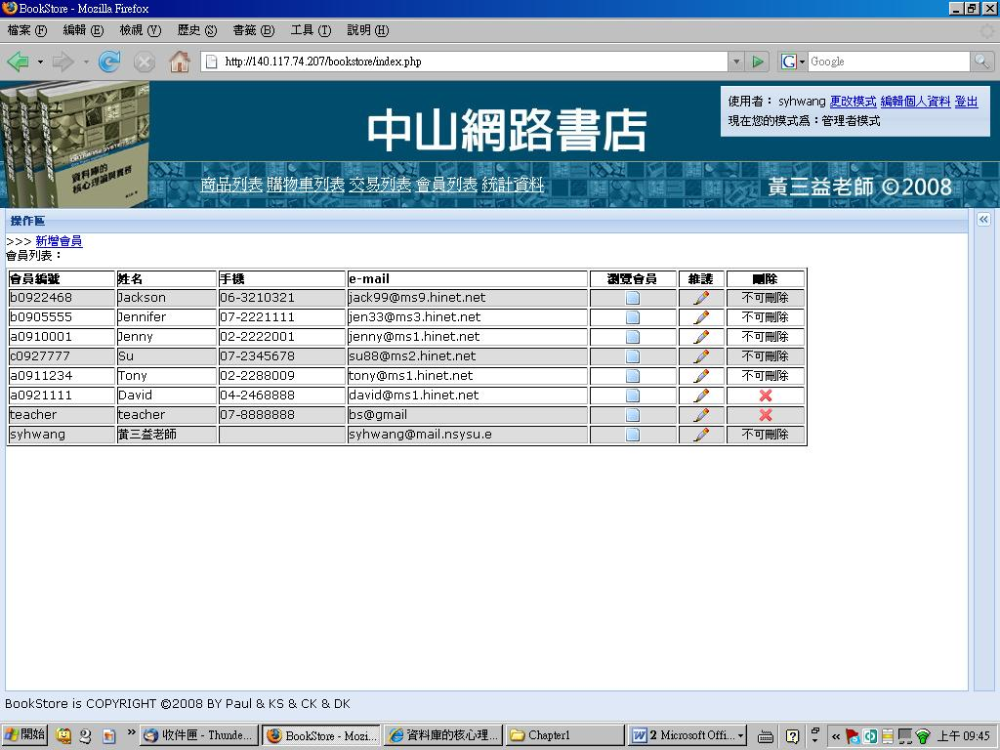 BookStore - Mozilla Firefox
檔案(F) 編輯(E) 檢視(V) 歷史(S) 書籤(B) 工具(T) 說明(H)
http://140.117.74.207/bookstore/index.php
G Google
資料庫的
核心理論與實務
中山網路書店
使用者： syhwang 更改模式 編輯個人資料 登出
現在您的模式為：管理者模式
商品列表 購物車列表 交易列表 會員列表 統計資料
黃三益老師 ©2008
操作區
>>> 新增會員
會員列表：
會員編號 姓名 手機 e-mail 瀏覽會員 維護 刪除
b0922468 Jackson 06-3210321 jack99@ms9.hinet.net 不可刪除
b0905555 Jennifer 07-2221111 jen33@ms3.hinet.net 不可刪除
a0910001 Jenny 02-2222001 jenny@ms1.hinet.net 不可刪除
c0927777 Su 07-2345678 su88@ms2.hinet.net 不可刪除
a0911234 Tony 02-2288009 tony@ms1.hinet.net 不可刪除
a0921111 David 04-2468888 david@ms1.hinet.net
teacher teacher 07-8888888 bs@gmail
syhwang 黃三益老師 syhwang@mail.nsysu.e 不可刪除
BookStore is COPYRIGHT ©2008 BY Paul & KS & CK & DK
開始 收件匣 - Thunde... BookStore - Mozi... 資料庫的核心理... Chapter1 2 Microsoft Offi... 上午 09:45